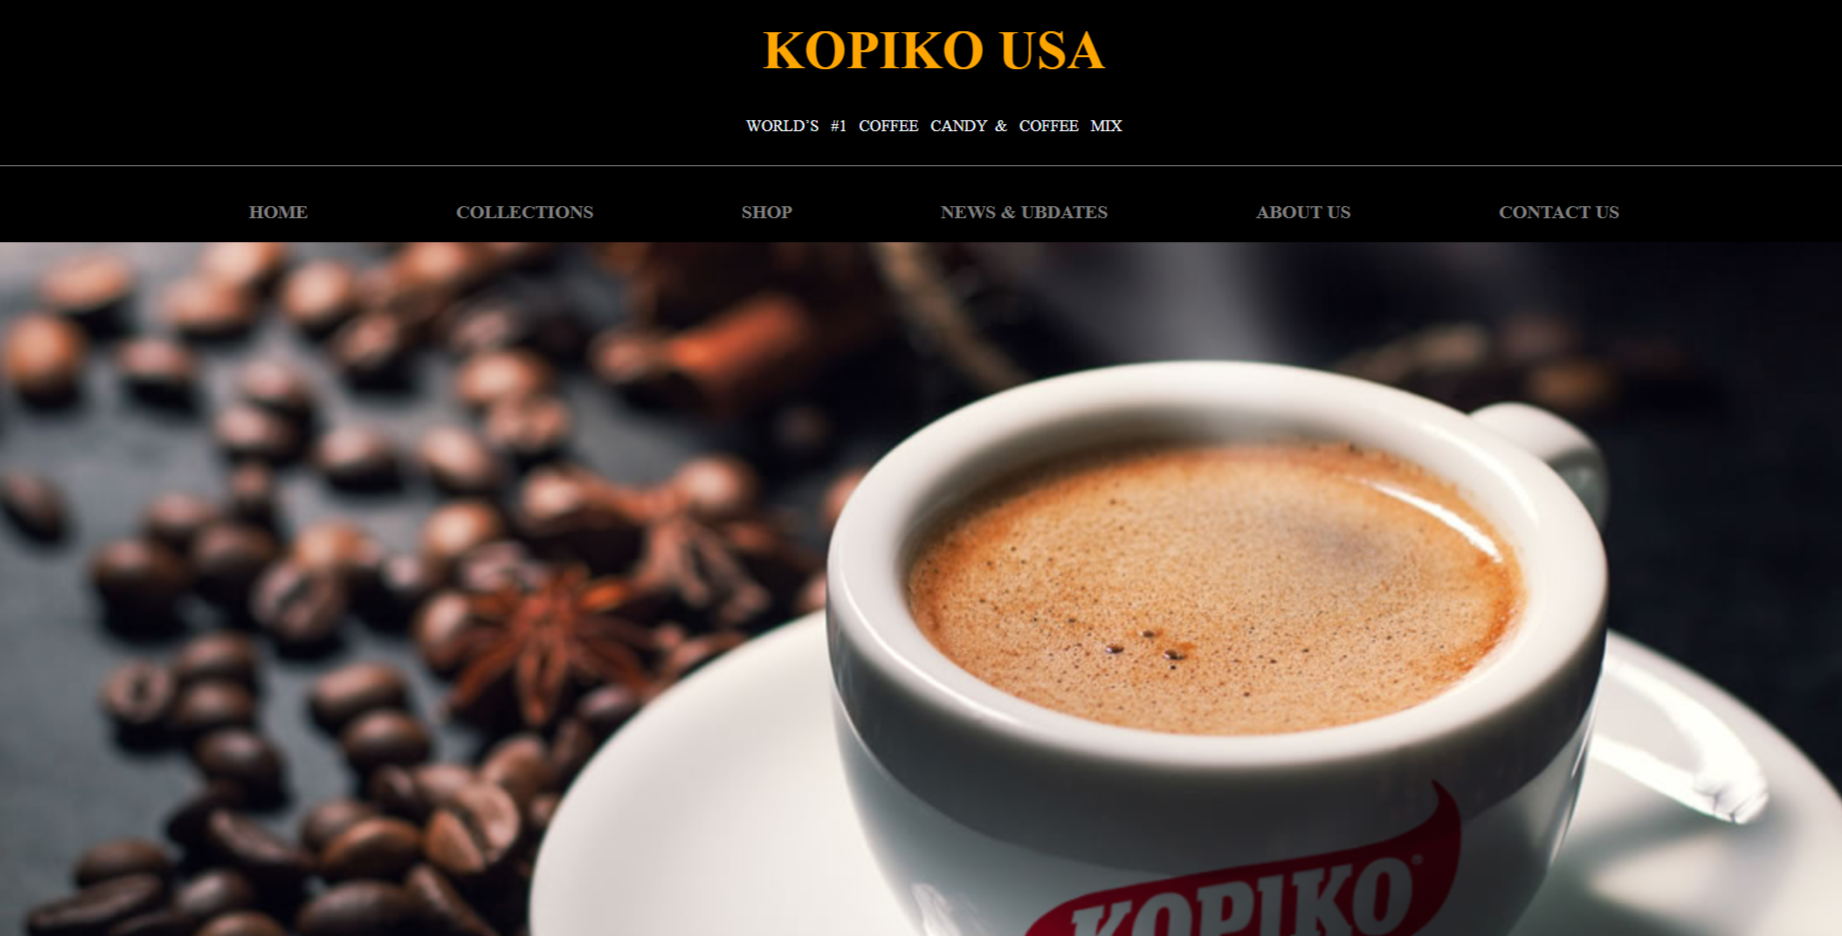 KOPIKO USA
WORLD'S #1 COFFEE CANDY & COFFEE MIX
HOME COLLECTIONS SHOP NEWS & UBDATES ABOUT US CONTACT US
KOPIKO®